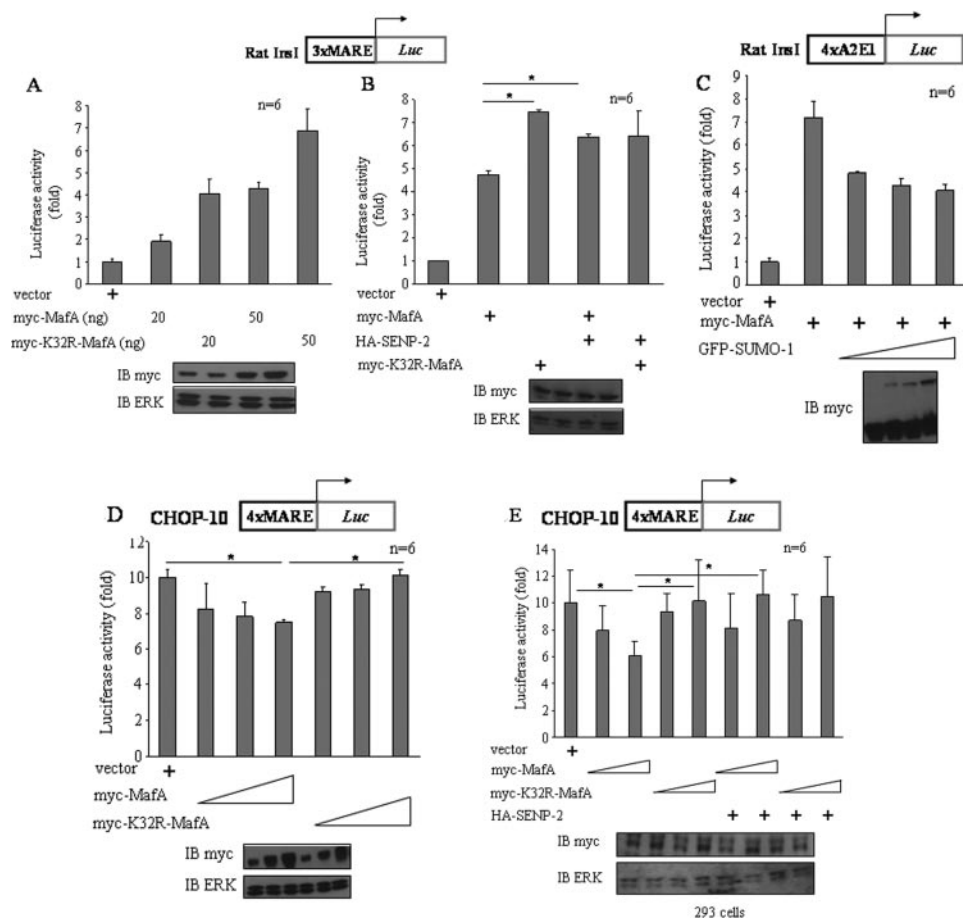 Rat InsI 3xMARE Luc
A
n=6
Luciferase activity
(fold)
8
7
6
5
4
3
2
1
0
vector +
myc-MafA (ng) 20 50
myc-K32R-MafA (ng) 20 50
IB myc
IB ERK
B
* *
n=6
Luciferase activity
(fold)
8
7
6
5
4
3
2
1
0
vector +
myc-MafA + +
HA-SENP-2 + +
myc-K32R-MafA + +
IB myc
IB ERK
Rat InsI 4xA2E1 Luc
C
n=6
Luciferase activity (fold)
9
8
7
6
5
4
3
2
1
0
vector +
myc-MafA + + + +
GFP-SUMO-1
IB myc
D CHOP-10 4xMARE Luc
n=6
* *
Luciferase activity (fold)
12
10
8
6
4
2
0
vector +
myc-MafA
myc-K32R-MafA
IB myc
IB ERK
E CHOP-10 4xMARE Luc
n=6
* * *
Luciferase activity (fold)
14
12
10
8
6
4
2
0
vector +
myc-MafA
myc-K32R-MafA
HA-SENP-2 + + + +
IB myc
IB ERK
293 cells